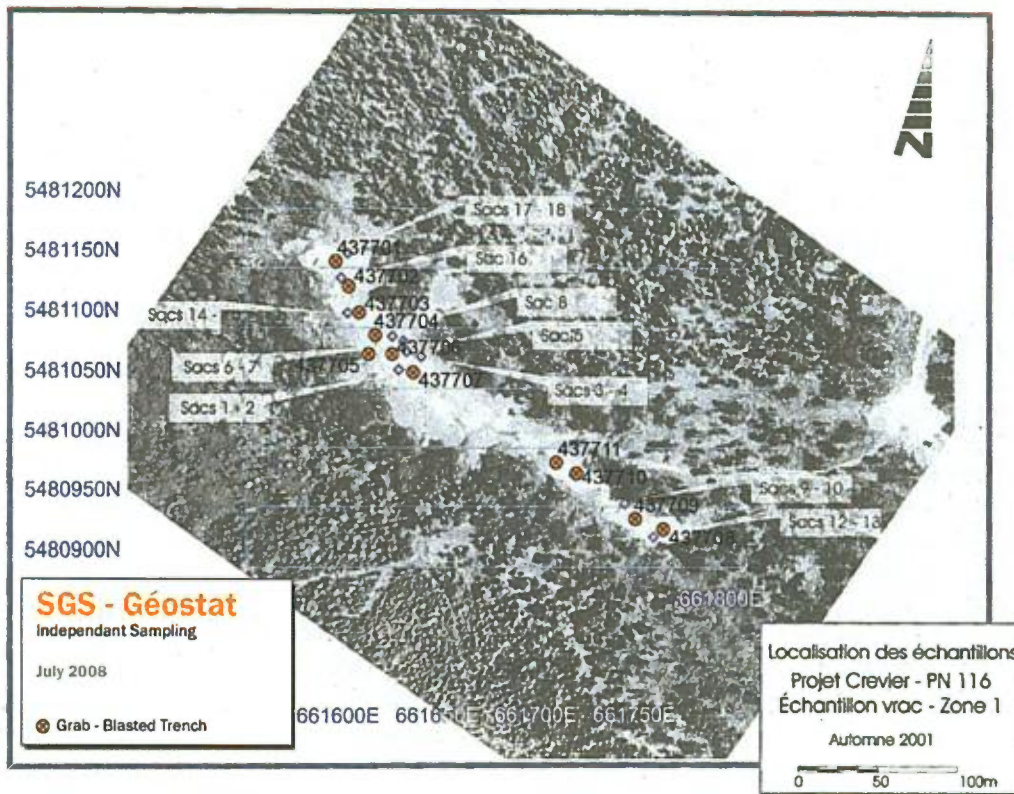 N
5481200N
5481150N
5481100N
5481050N
5481000N
5480950N
5480900N
Sacs 17 - 18
437701
Sac 16
437702
Sacs 14 -
437703
Sac 8
437704
Sac5
Sacs 6 - 7
437705
Sacs 3 - 4
437707
Sacs 1 - 2
437711
437710
Sacs 9 - 10
437709
Sacs 12 - 13
437708
661800E
661600E
661700E
661750E
SGS - Géostat
Independant Sampling
July 2008
Grab - Blasted Trench
Localisation des échantillons
Projet Crevier - PN 116
Échantillon vrac - Zone 1
Automne 2001
0 50 100m